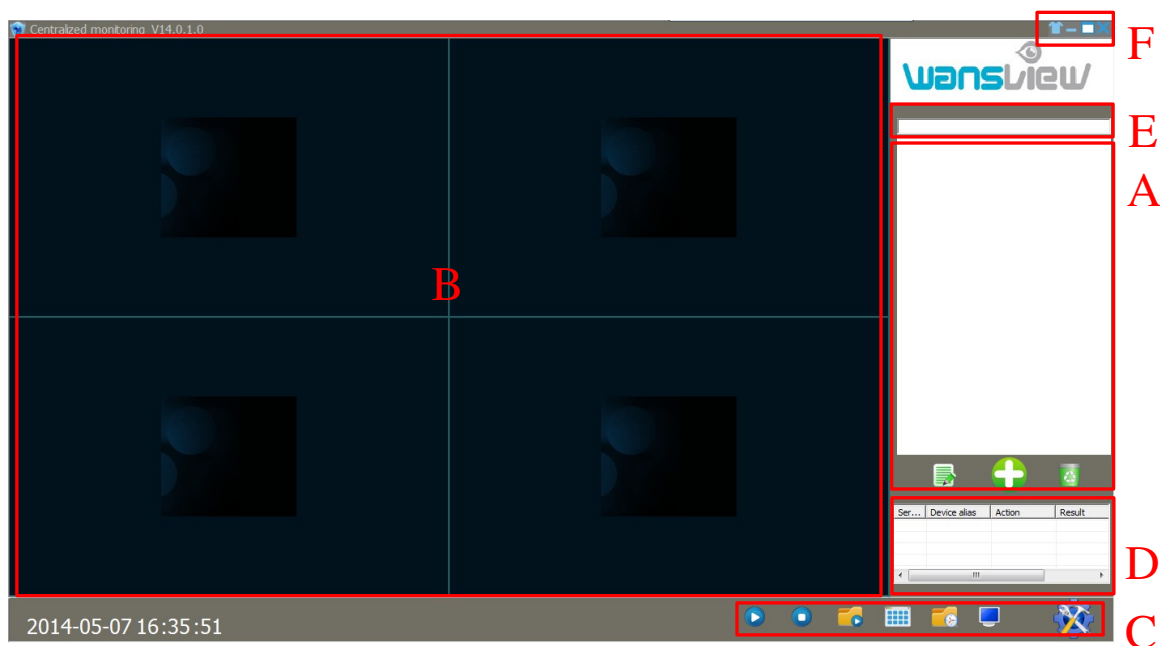 Centralized monitoring V14.0.1.0
F
wansview
E
A
B
Ser... Device alias Action Result
D
2014-05-07 16:35:51
C